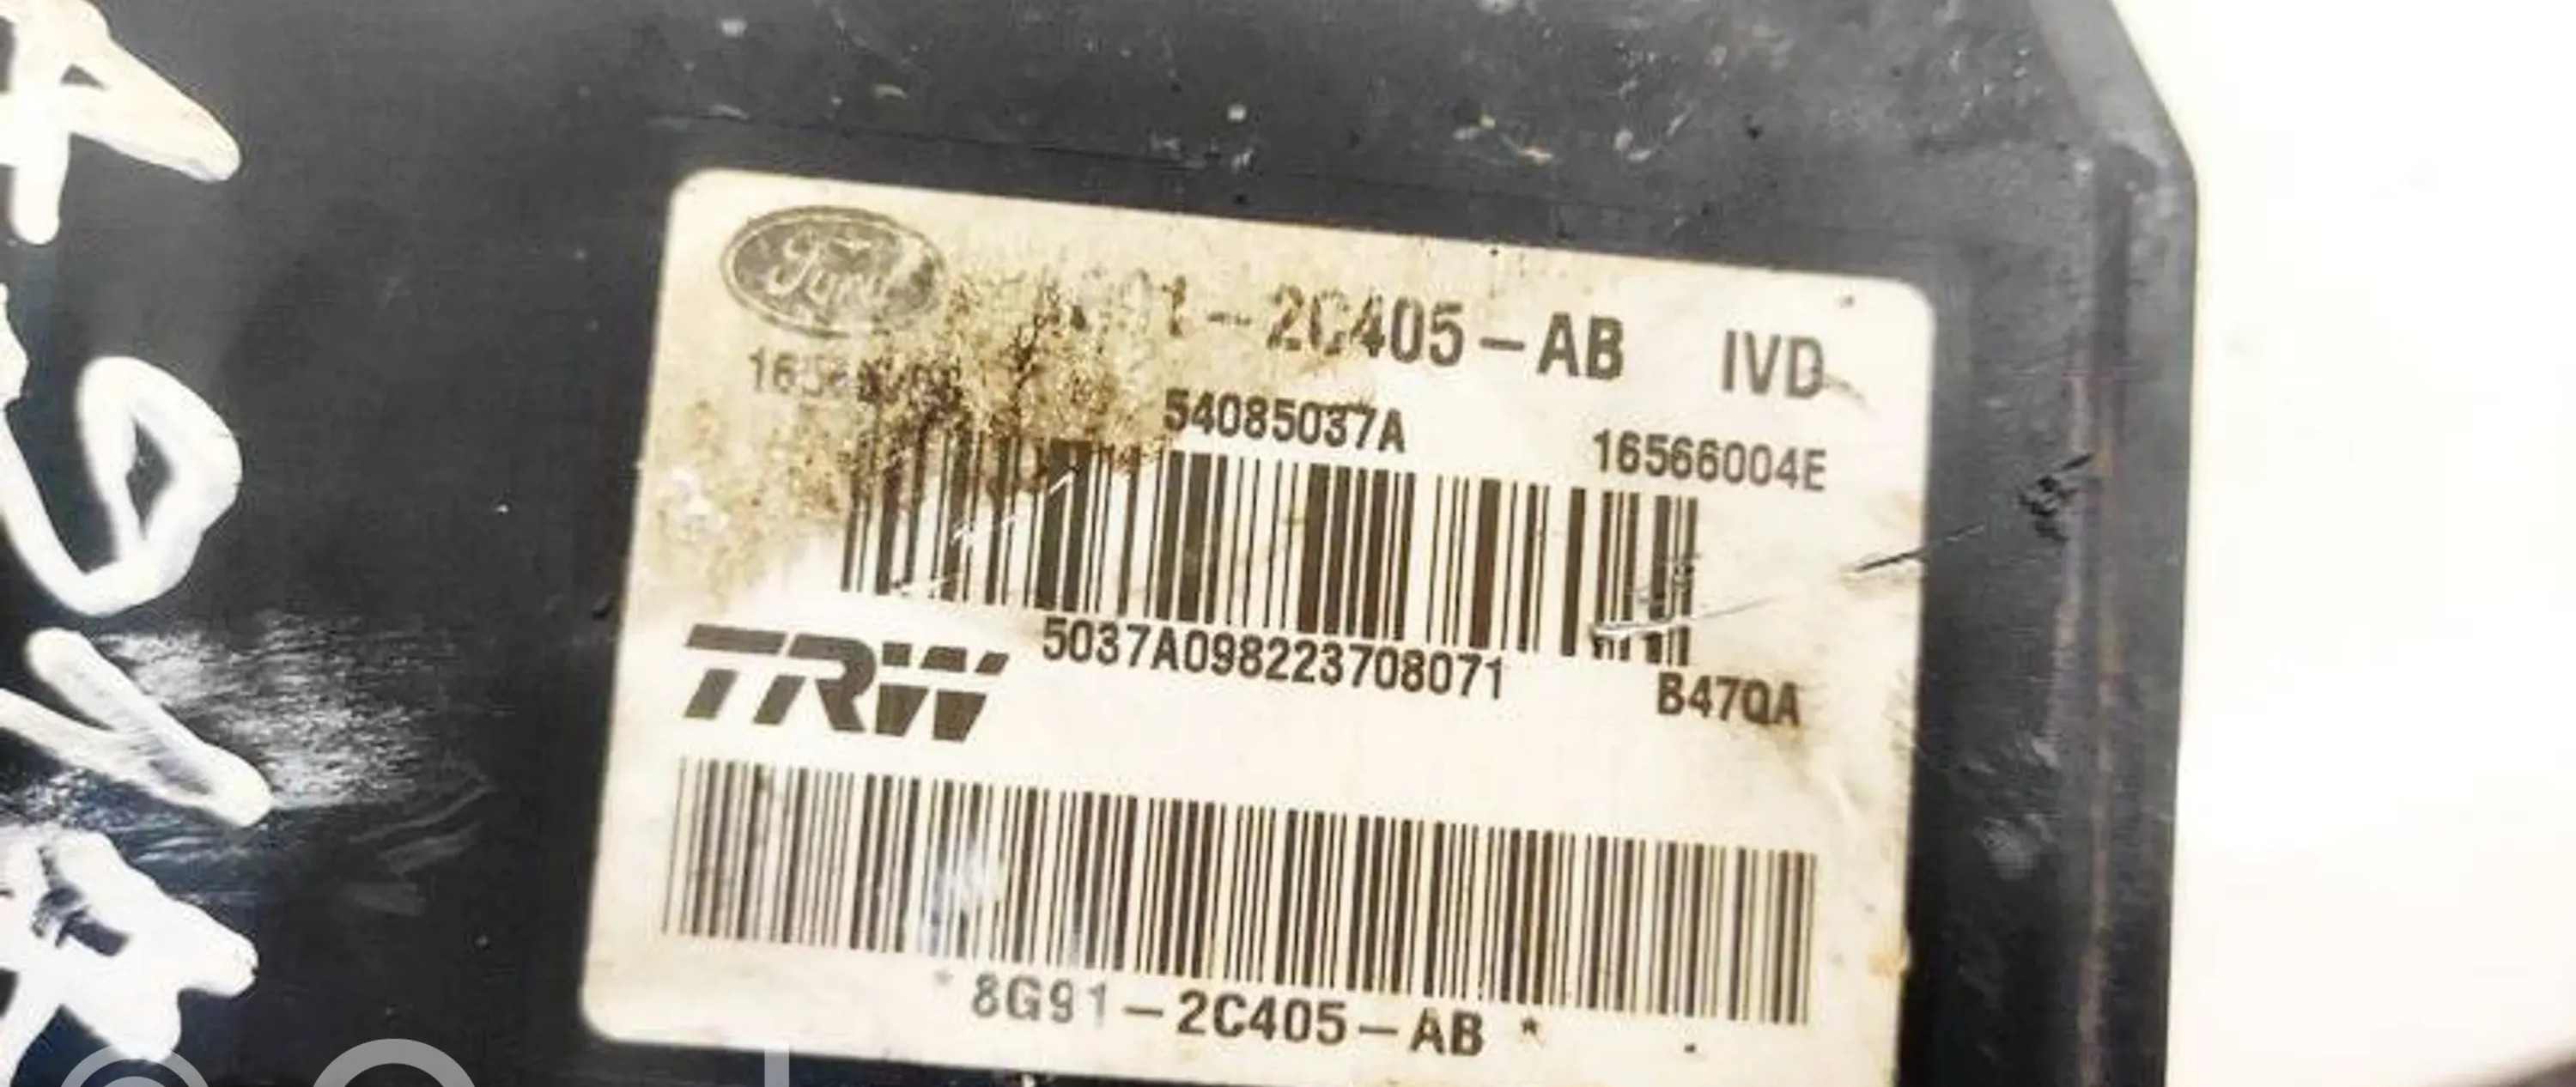 Ford
2C405-AB IVD
54085037A
16566004E
5037A098223708071
B47QA
TRW
*8G91-2C405-AB*